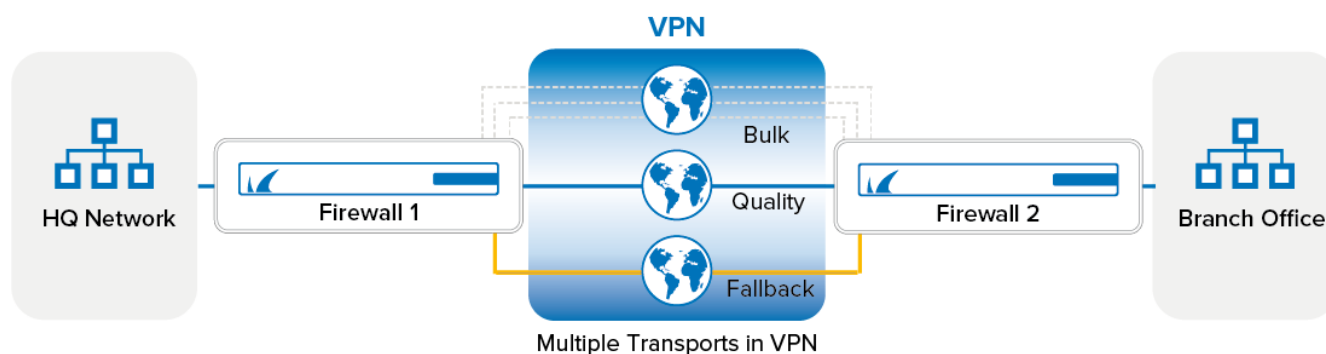 VPN
Bulk
HQ Network
Firewall 1
Quality
Firewall 2
Branch Office
Fallback
Multiple Transports in VPN